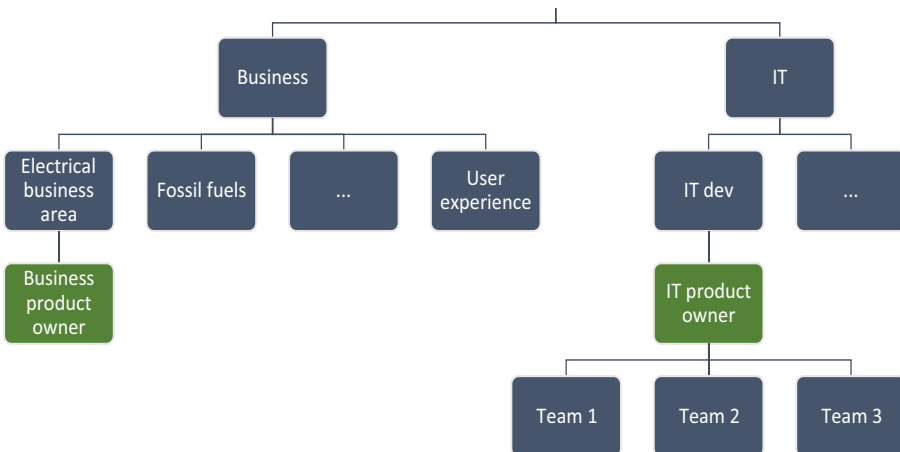 Business
IT
Electrical
business
area
Fossil fuels
...
User
experience
IT dev
...
Business
product
owner
IT product
owner
Team 1
Team 2
Team 3